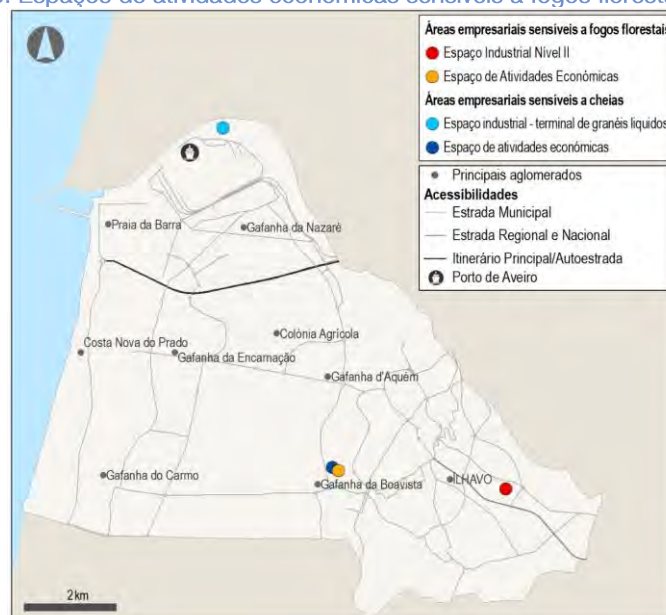 Espaços de atividades económicas sensíveis a fogos floresta
Áreas empresariais sensíveis a fogos florestais
Espaço Industrial Nível II
Espaço de Atividades Económicas
Áreas empresariais sensíveis a cheias
Espaço industrial - terminal de granéis liquidos
Espaço de atividades económicas
Principais aglomerados
Acessibilidades
Estrada Municipal
Estrada Regional e Nacional
Itinerário Principal/Autoestrada
Porto de Aveiro
Praia da Barra
Gafanha da Nazaré
Colónia Agrícola
Costa Nova do Prado
Gafanha da Encarnação
Gafanha d'Aquém
Gafanha do Carmo
Gafanha da Boavista
ÍLHAVO
2km